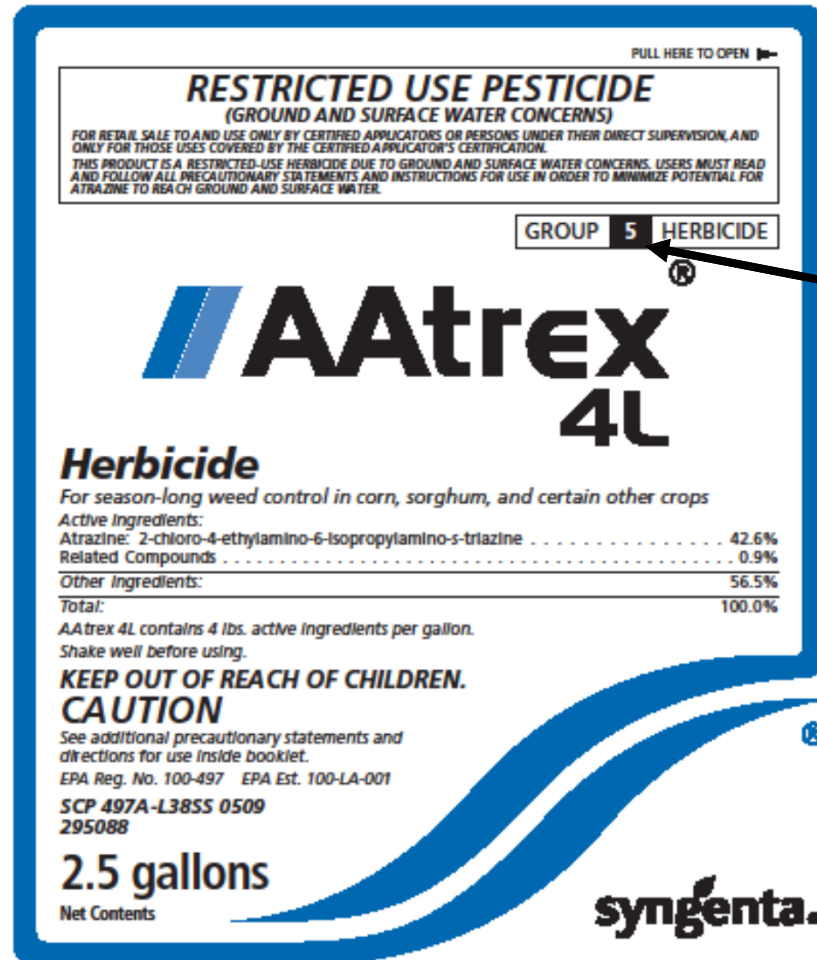 PULL HERE TO OPEN
RESTRICTED USE PESTICIDE
(GROUND AND SURFACE WATER CONCERNS)
FOR RETAIL SALE TO AND USE ONLY BY CERTIFIED APPLICATORS OR PERSONS UNDER THEIR DIRECT SUPERVISION, AND
ONLY FOR THOSE USES COVERED BY THE CERTIFIED APPLICATOR'S CERTIFICATION.
THIS PRODUCT IS A RESTRICTED-USE HERBICIDE DUE TO GROUND AND SURFACE WATER CONCERNS. USERS MUST READ
AND FOLLOW ALL PRECAUTIONARY STATEMENTS AND INSTRUCTIONS FOR USE IN ORDER TO MINIMIZE POTENTIAL FOR
ATRAZINE TO REACH GROUND AND SURFACE WATER.
GROUP 5 HERBICIDE
AAtrex®
4L
Herbicide
For season-long weed control in corn, sorghum, and certain other crops
Active Ingredients:
Atrazine: 2-chloro-4-ethylamino-6-isopropylamino-s-triazine . . . . . . . . . . . . . . . . . 42.6%
Related Compounds . . . . . . . . . . . . . . . . . . . . . . . . . . . . . . . . . . . . . . . . . . . . . 0.9%
Other Ingredients: 56.5%
Total: 100.0%
AAtrex 4L contains 4 lbs. active ingredients per gallon.
Shake well before using.
KEEP OUT OF REACH OF CHILDREN.
CAUTION
See additional precautionary statements and
directions for use inside booklet.
EPA Reg. No. 100-497 EPA Est. 100-LA-001
SCP 497A-L38SS 0509
295088
2.5 gallons
Net Contents
®
syngenta.